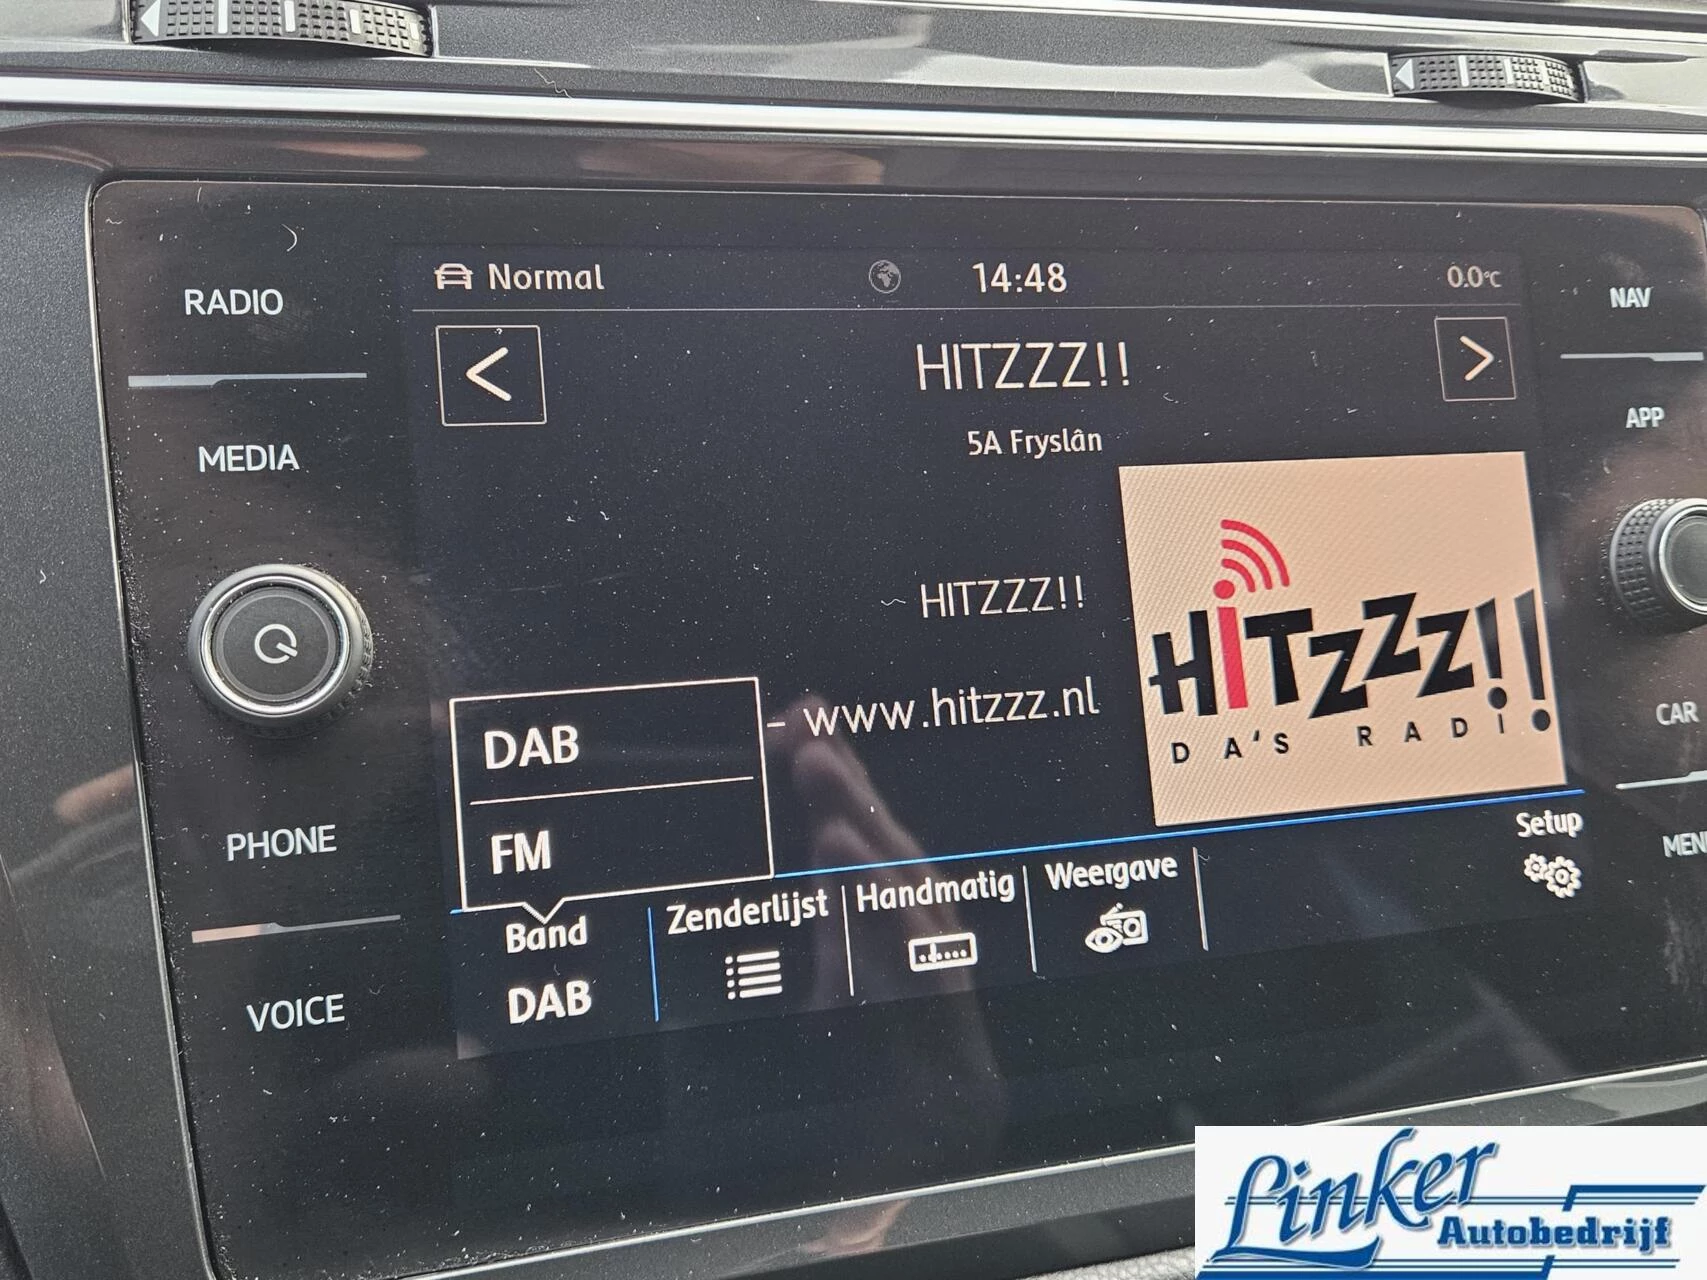 Normal
14:48
0.0°C
RADIO
NAV
HITZZZ!!
5A Fryslân
MEDIA
APP
HITZZZ!!
- www.hitzzz.nl
HiTZZZ!!
DA'S RADIO
DAB
FM
CAR
PHONE
Band
DAB
Zenderlijst
Handmatig
Weergave
Setup
MEN
VOICE
Linker
Autobedrijf